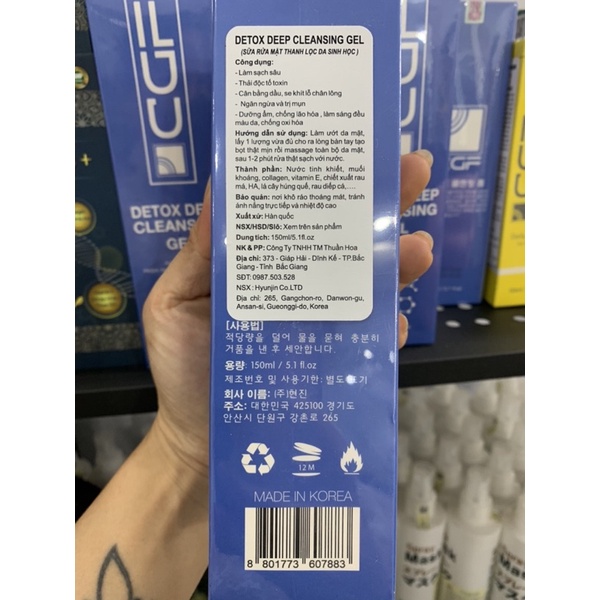 DETOX DEEP CLEANSING GEL
(SỮA RỬA MẶT THANH LỌC DA SINH HỌC)
Công dụng:
- Làm sạch sâu
- Thải độc tố toxin
- Cân bằng dầu, se khít lỗ chân lông
- Ngăn ngừa và trị mụn
- Dưỡng ẩm, chống lão hóa, làm sáng đều
màu da, chống oxi hóa
Hướng dẫn sử dụng: Làm ướt da mặt,
lấy 1 lượng vừa đủ cho ra lòng bàn tay tạo
bọt thật mịn rồi massage toàn bộ da mặt,
sau 1-2 phút rửa thật sạch với nước.
Thành phần: Nước tinh khiết, muối
khoáng, collagen, vitamin E, chiết xuất rau
má, HA, lá cây húng quế, rau diếp cá,....
Bảo quản: nơi khô ráo thoáng mát, tránh
ánh nắng trực tiếp và nhiệt độ cao
Xuất xứ: Hàn quốc
NSX/HSD/Slô: Xem trên sản phẩm
Dung tích: 150ml/5.1fl.oz
NK & PP: Công Ty TNHH TM Thuần Hoa
Địa chỉ: 373 - Giáp Hải - Dĩnh Kế - TP.Bắc
Giang -Tỉnh Bắc Giang
SĐT: 0987.503.528
NSX : Hyunjin Co.LTD
Địa chỉ: 265, Gangchon-ro, Danwon-gu,
Ansan-si, Gueonggi-do, Korea
[사용법]
적당량을 덜어 물을 묻혀 충분히
거품을 낸 후 세안합니다.
용량: 150ml / 5.1 fl.oz
제조번호 및 사용기한: 별도표기
회사 이름: (주)현진
주소: 대한민국 425100 경기도
안산시 단원구 강촌로 265
12 M
MADE IN KOREA
8 801773 607883
CGF
DETOX DEEP
CLEANSING
GEL
GF
DEEP
SING